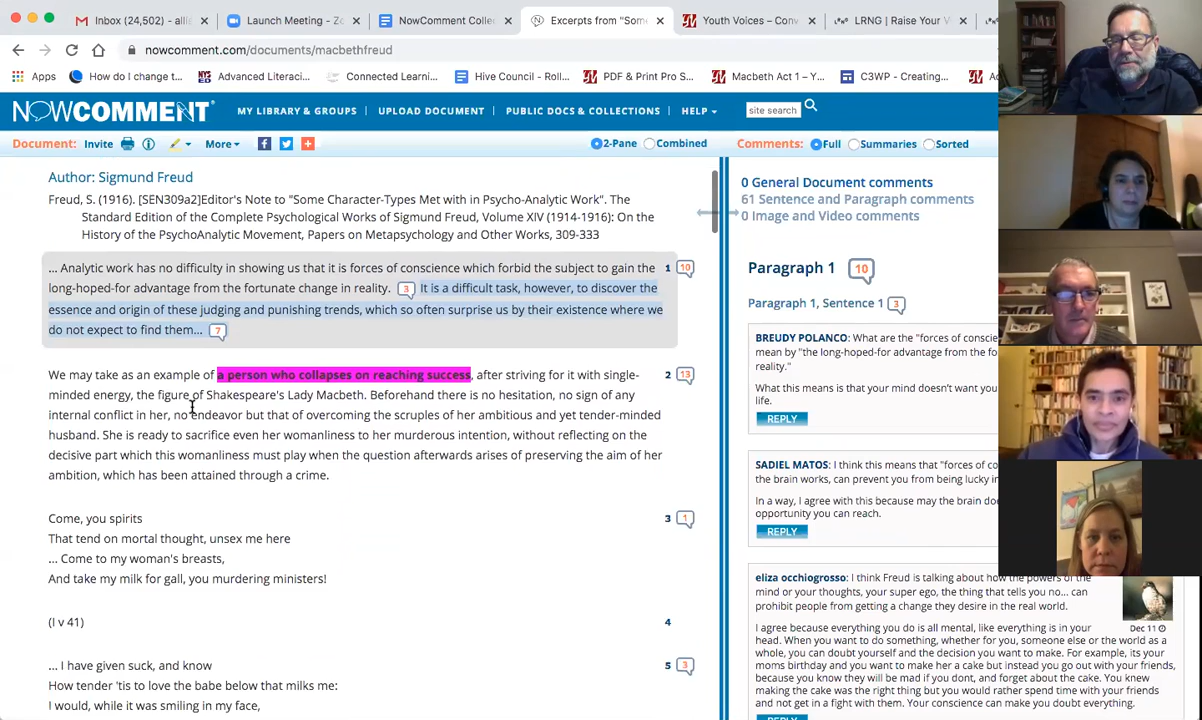 Inbox (24,502) - allie
Launch Meeting - Zo
NowComment Collec
Excerpts from "Som
Youth Voices – Conv
LRNG | Raise Your V
nowcomment.com/documents/macbethfreud
Apps
How do I change t...
Advanced Literaci...
Connected Learnin...
Hive Council - Roll...
PDF & Print Pro S...
Macbeth Act 1 – Y...
C3WP - Creating...
NOWCOMMENT
MY LIBRARY & GROUPS
UPLOAD DOCUMENT
PUBLIC DOCS & COLLECTIONS
HELP
site search
Document:
Invite
More
2-Pane
Combined
Comments:
Full
Summaries
Sorted
Author: Sigmund Freud
Freud, S. (1916). [SEN309a2]Editor's Note to "Some Character-Types Met with in Psycho-Analytic Work". The
Standard Edition of the Complete Psychological Works of Sigmund Freud, Volume XIV (1914-1916): On the
History of the PsychoAnalytic Movement, Papers on Metapsychology and Other Works, 309-333
... Analytic work has no difficulty in showing us that it is forces of conscience which forbid the subject to gain the 1 10
long-hoped-for advantage from the fortunate change in reality. 3 It is a difficult task, however, to discover the
essence and origin of these judging and punishing trends, which so often surprise us by their existence where we
do not expect to find them... 7
We may take as an example of a person who collapses on reaching success, after striving for it with single- 2 13
minded energy, the figure of Shakespeare's Lady Macbeth. Beforehand there is no hesitation, no sign of any
internal conflict in her, no endeavor but that of overcoming the scruples of her ambitious and yet tender-minded
husband. She is ready to sacrifice even her womanliness to her murderous intention, without reflecting on the
decisive part which this womanliness must play when the question afterwards arises of preserving the aim of her
ambition, which has been attained through a crime.
Come, you spirits 3 1
That tend on mortal thought, unsex me here
... Come to my woman's breasts,
And take my milk for gall, you murdering ministers!
(I v 41) 4
... I have given suck, and know 5 3
How tender 'tis to love the babe below that milks me:
I would, while it was smiling in my face,
0 General Document comments
61 Sentence and Paragraph comments
0 Image and Video comments
Paragraph 1 10
Paragraph 1, Sentence 1 3
BREUDY POLANCO: What are the "forces of conscie
mean by "the long-hoped-for advantage from the fo
reality."
What this means is that your mind doesn't want you
life.
REPLY
SADIEL MATOS: I think this means that "forces of co
the brain works, can prevent you from being lucky in
In a way, I agree with this because may the brain doe
opportunity you can reach.
REPLY
eliza occhiogrosso: I think Freud is talking about how the powers of the
mind or your thoughts, your super ego, the thing that tells you no... can
prohibit people from getting a change they desire in the real world.
Dec 11
I agree because everything you do is all mental, like everything is in your
head. When you want to do something, whether for you, someone else or the world as a
whole, you can doubt yourself and the decision you want to make. For example, its your
moms birthday and you want to make her a cake but instead you go out with your friends,
because you know they will be mad if you dont, and forget about the cake. You knew
making the cake was the right thing but you would rather spend time with your friends
and not get in a fight with them. Your conscience can make you doubt everything.